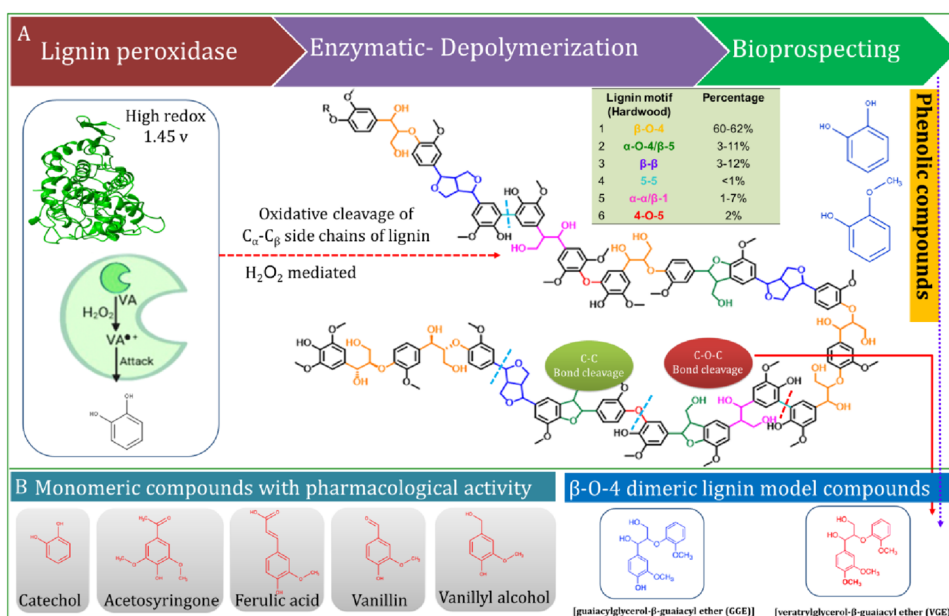 A
Lignin peroxidase
Enzymatic- Depolymerization
Bioprospecting
High redox
1.45 v
VA
H₂O₂
VA●+
Attack
Oxidative cleavage of
Cα-Cβ side chains of lignin
H₂O₂ mediated
Lignin motif (Hardwood) Percentage
1 β-O-4 60-62%
2 α-O-4/β-5 3-11%
3 β-β 3-12%
4 5-5 <1%
5 α-α/β-1 1-7%
6 4-O-5 2%
Phenolic compounds
C-C
Bond cleavage
C-O-C
Bond cleavage
B Monomeric compounds with pharmacological activity
Catechol
Acetosyringone
Ferulic acid
Vanillin
Vanillyl alcohol
β-O-4 dimeric lignin model compounds
[guaiacylglycerol-β-guaiacyl ether (GGE)]
[veratrylglycerol-β-guaiacyl ether (VGE)]